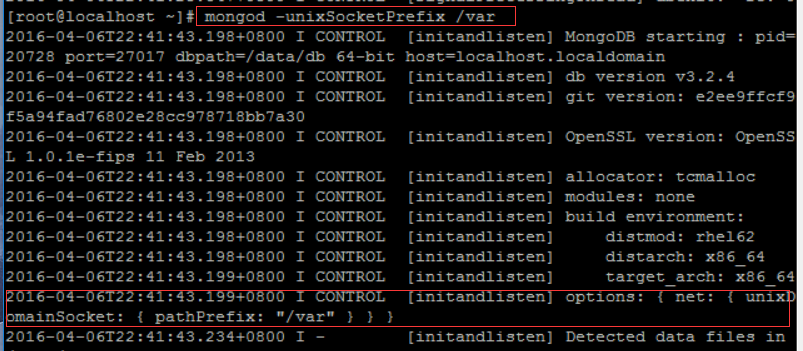 [root@localhost ~]# mongod -unixSocketPrefix /var
2016-04-06T22:41:43.198+0800 I CONTROL  [initandlisten] MongoDB starting : pid=
20728 port=27017 dbpath=/data/db 64-bit host=localhost.localdomain
2016-04-06T22:41:43.198+0800 I CONTROL  [initandlisten] db version v3.2.4
2016-04-06T22:41:43.198+0800 I CONTROL  [initandlisten] git version: e2ee9ffcf9
f5a94fad76802e28cc978718bb7a30
2016-04-06T22:41:43.198+0800 I CONTROL  [initandlisten] OpenSSL version: OpenSS
L 1.0.1e-fips 11 Feb 2013
2016-04-06T22:41:43.198+0800 I CONTROL  [initandlisten] allocator: tcmalloc
2016-04-06T22:41:43.198+0800 I CONTROL  [initandlisten] modules: none
2016-04-06T22:41:43.198+0800 I CONTROL  [initandlisten] build environment:
2016-04-06T22:41:43.198+0800 I CONTROL  [initandlisten]     distmod: rhel62
2016-04-06T22:41:43.198+0800 I CONTROL  [initandlisten]     distarch: x86_64
2016-04-06T22:41:43.199+0800 I CONTROL  [initandlisten]     target_arch: x86_64
2016-04-06T22:41:43.199+0800 I CONTROL  [initandlisten] options: { net: { unixD
omainSocket: { pathPrefix: "/var" } } }
2016-04-06T22:41:43.234+0800 I -        [initandlisten] Detected data files in